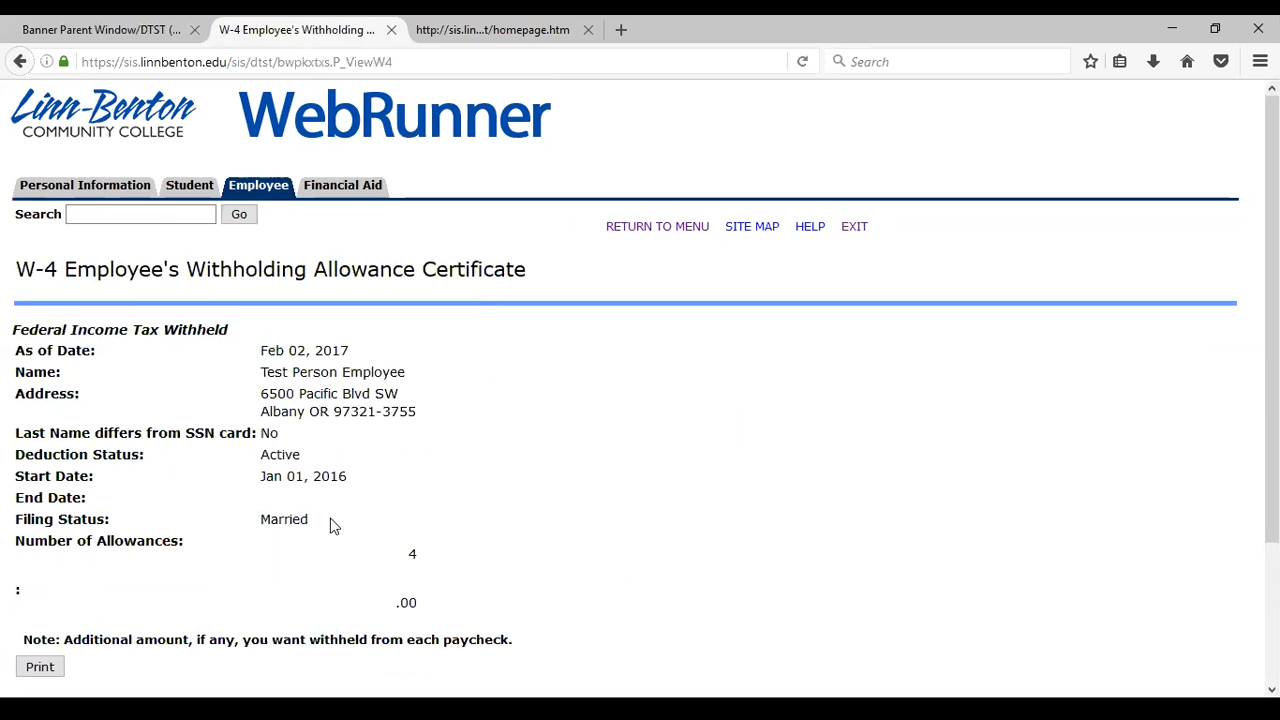 Banner Parent Window/DTST (...
W-4 Employee's Withholding ...
http://sis.lin...t/homepage.htm
https://sis.linnbenton.edu/sis/dtst/bwpkxtxs.P_ViewW4
Search
Linn-Benton
COMMUNITY COLLEGE
WebRunner
Personal Information Student Employee Financial Aid
Search Go
RETURN TO MENU SITE MAP HELP EXIT
W-4 Employee's Withholding Allowance Certificate
Federal Income Tax Withheld
As of Date: Feb 02, 2017
Name: Test Person Employee
Address: 6500 Pacific Blvd SW
Albany OR 97321-3755
Last Name differs from SSN card: No
Deduction Status: Active
Start Date: Jan 01, 2016
End Date:
Filing Status: Married
Number of Allowances:
4
:
.00
Note: Additional amount, if any, you want withheld from each paycheck.
Print